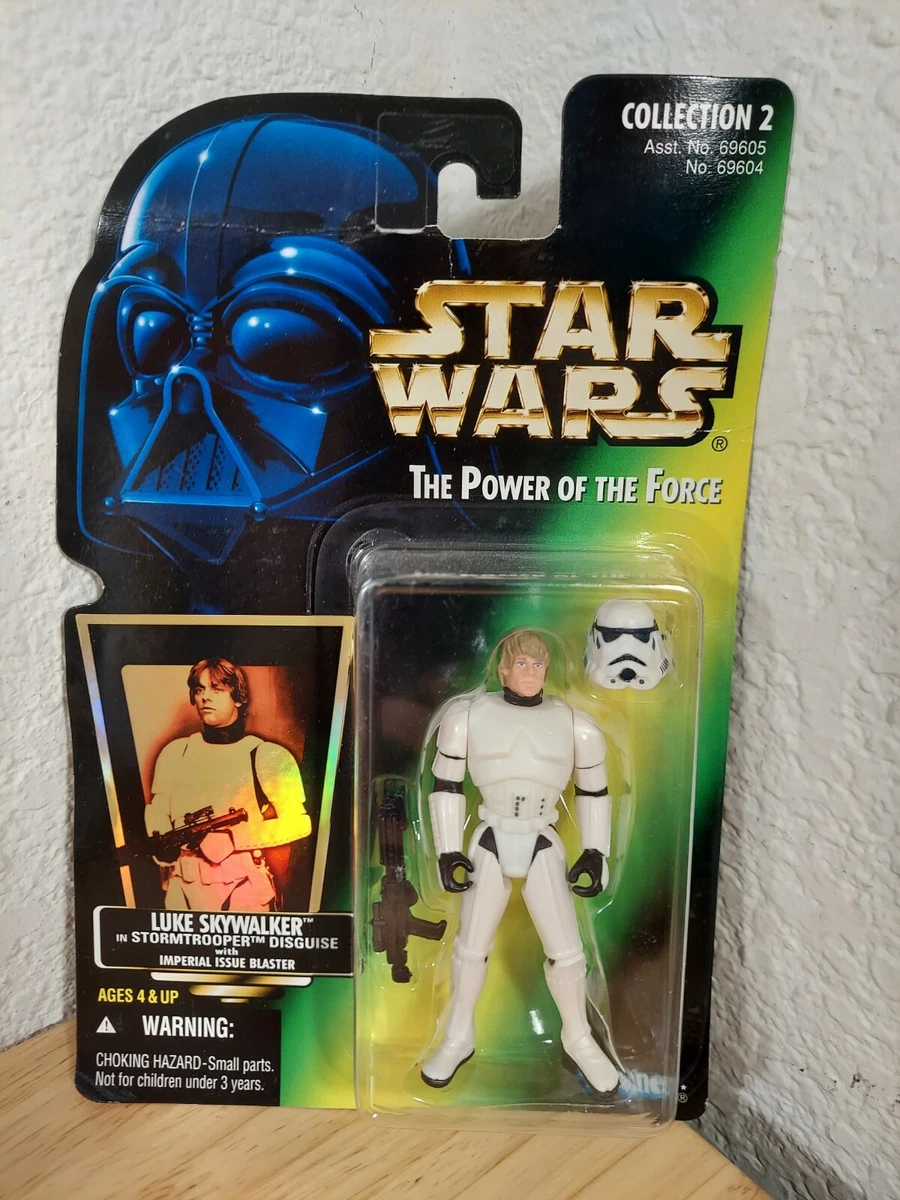 COLLECTION 2
Asst. No. 69605
No. 69604
STAR
WARS®
THE POWER OF THE FORCE
LUKE SKYWALKER™
IN STORMTROOPER™ DISGUISE
with
IMPERIAL ISSUE BLASTER
AGES 4 & UP
⚠ WARNING:
CHOKING HAZARD-Small parts.
Not for children under 3 years.